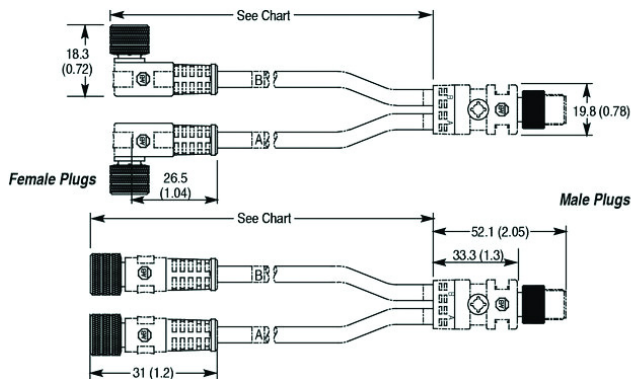 See Chart
18.3
(0.72)
B
A
19.8 (0.78)
Female Plugs
26.5
(1.04)
Male Plugs
See Chart
52.1 (2.05)
33.3 (1.3)
B
A
31 (1.2)